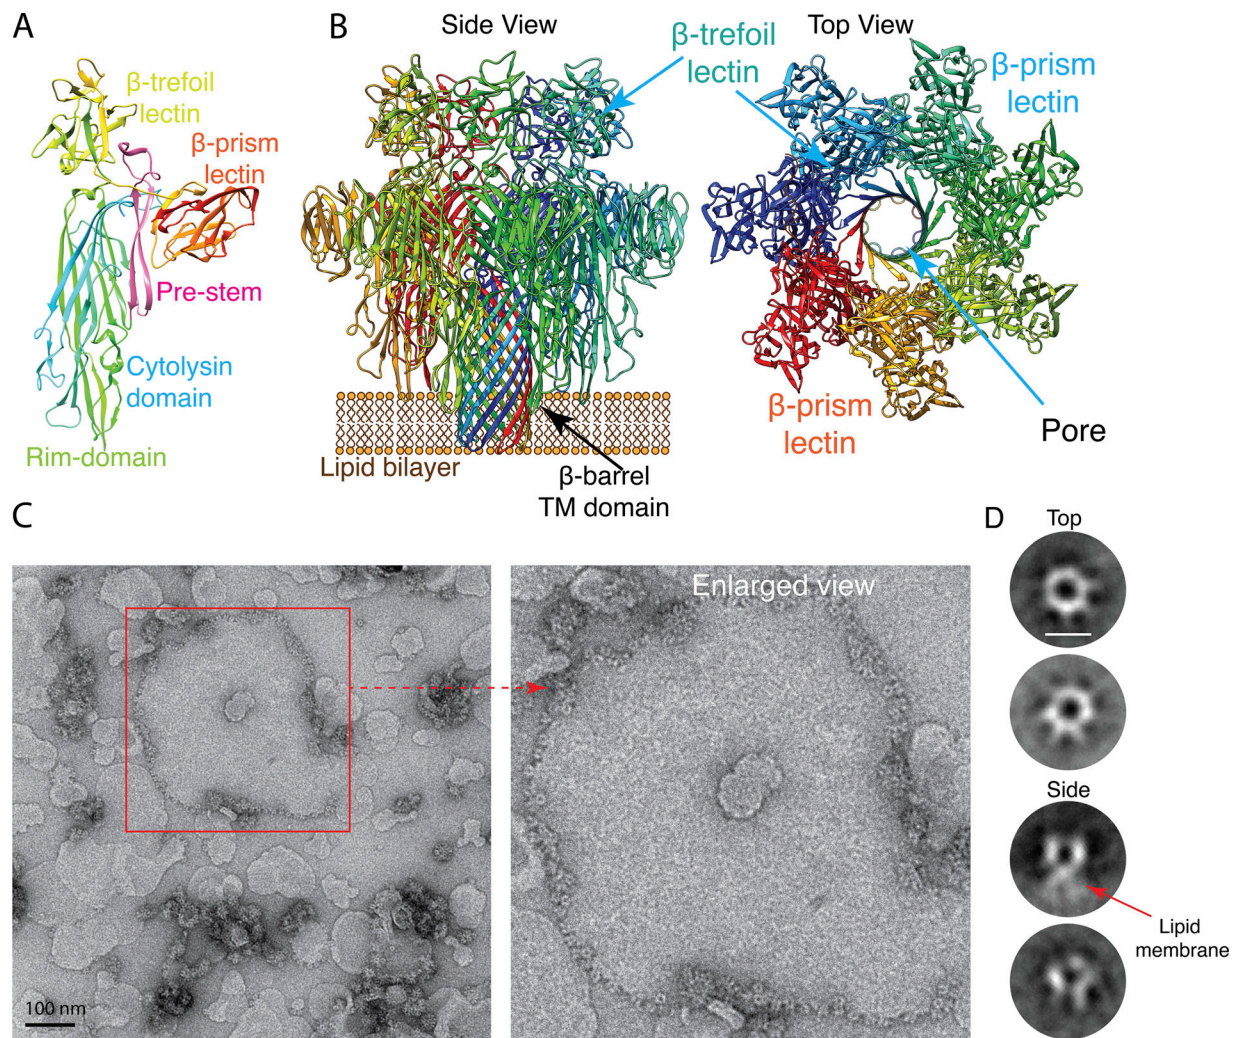 A
β-trefoil
lectin
β-prism
lectin
Pre-stem
Cytolysin
domain
Rim-domain
B
Side View
Top View
β-trefoil
lectin
β-prism
lectin
β-prism
lectin
Pore
Lipid bilayer
β-barrel
TM domain
C
100 nm
Enlarged view
D
Top
Side
Lipid
membrane